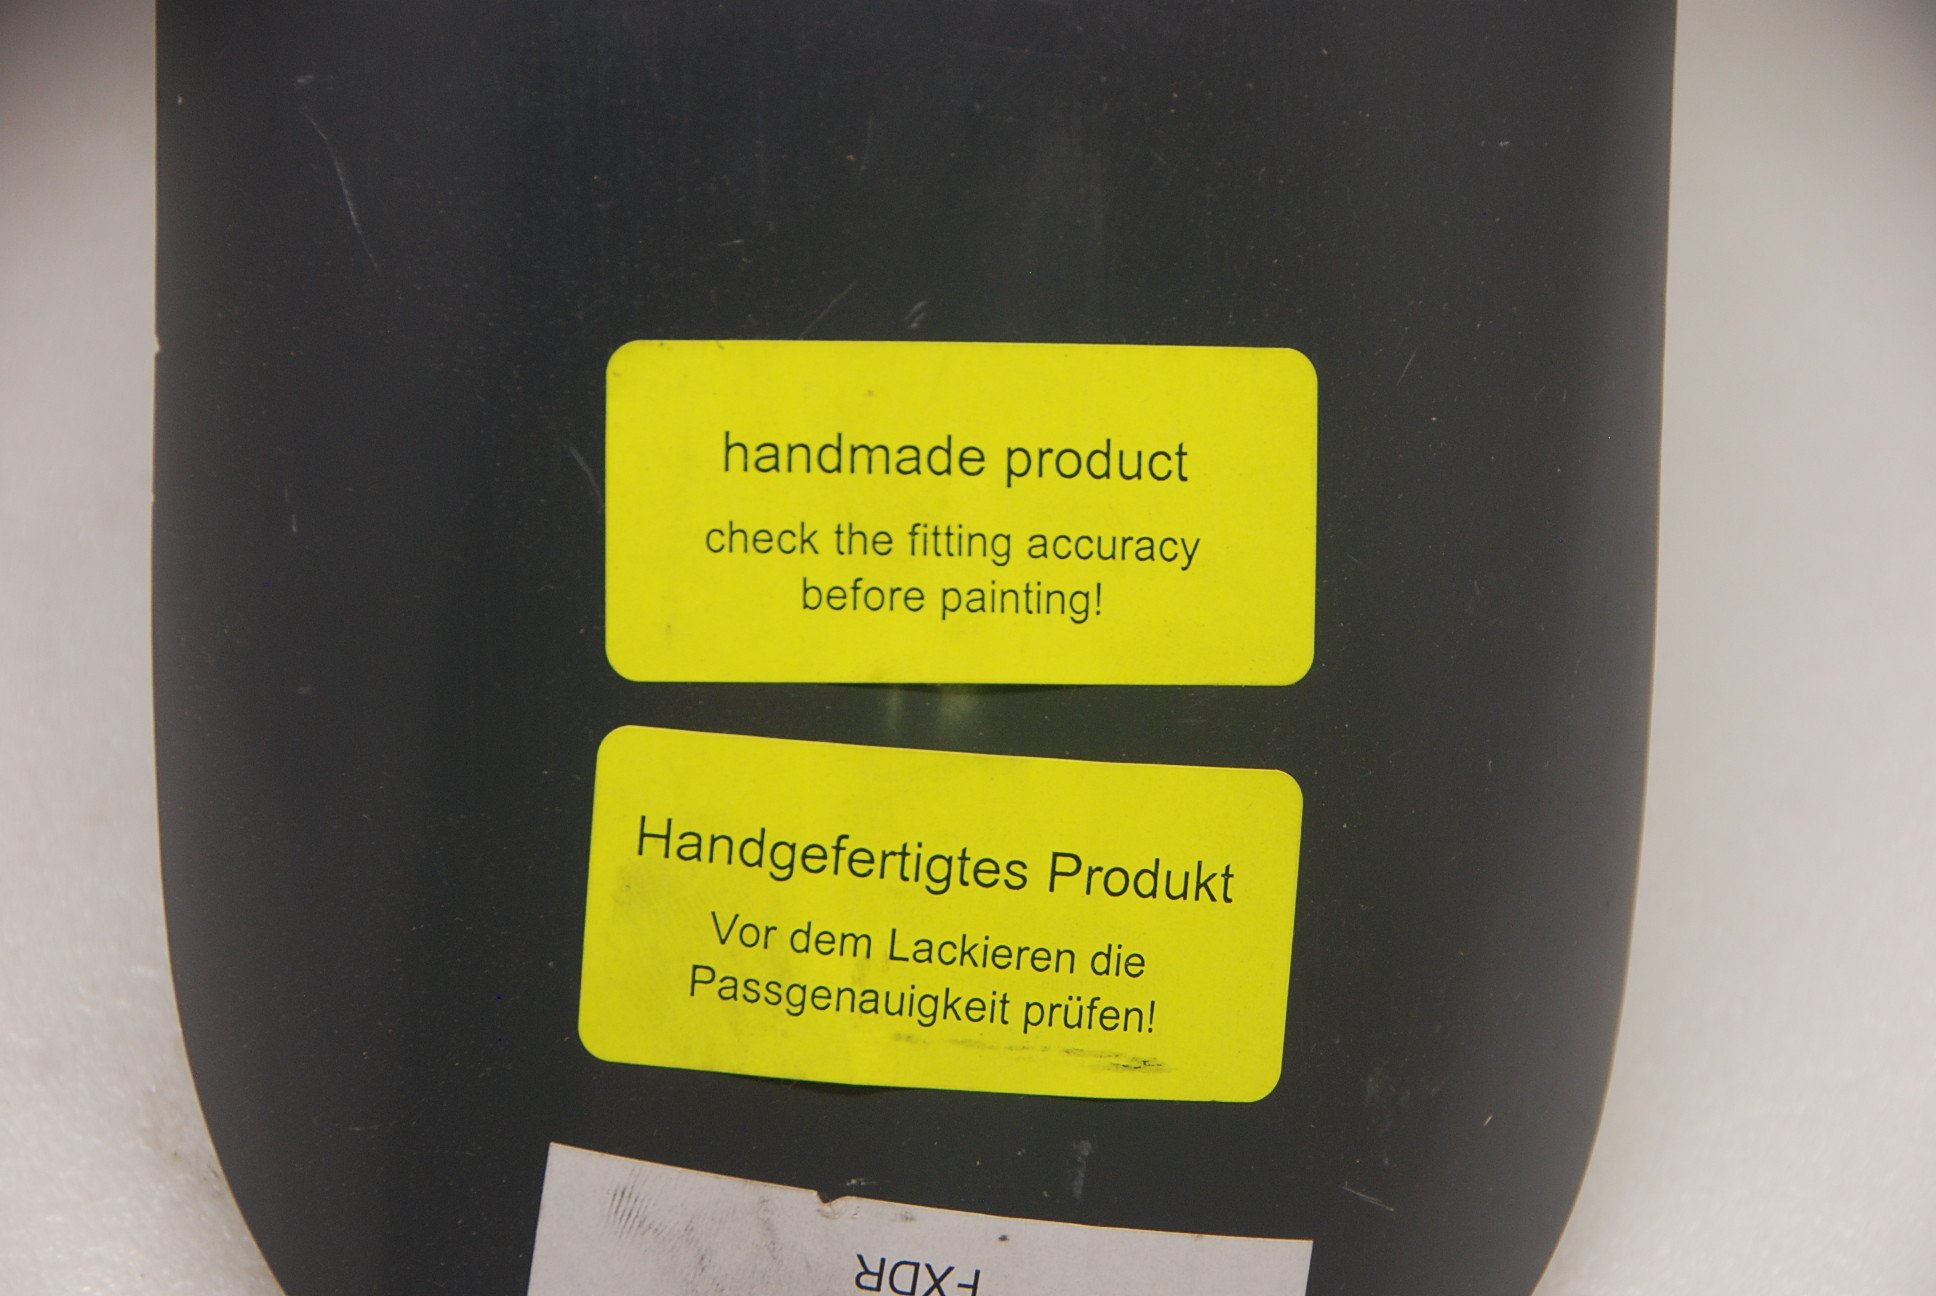 handmade product
check the fitting accuracy
before painting!
Handgefertigtes Produkt
Vor dem Lackieren die
Passgenauigkeit prüfen!
FXDR